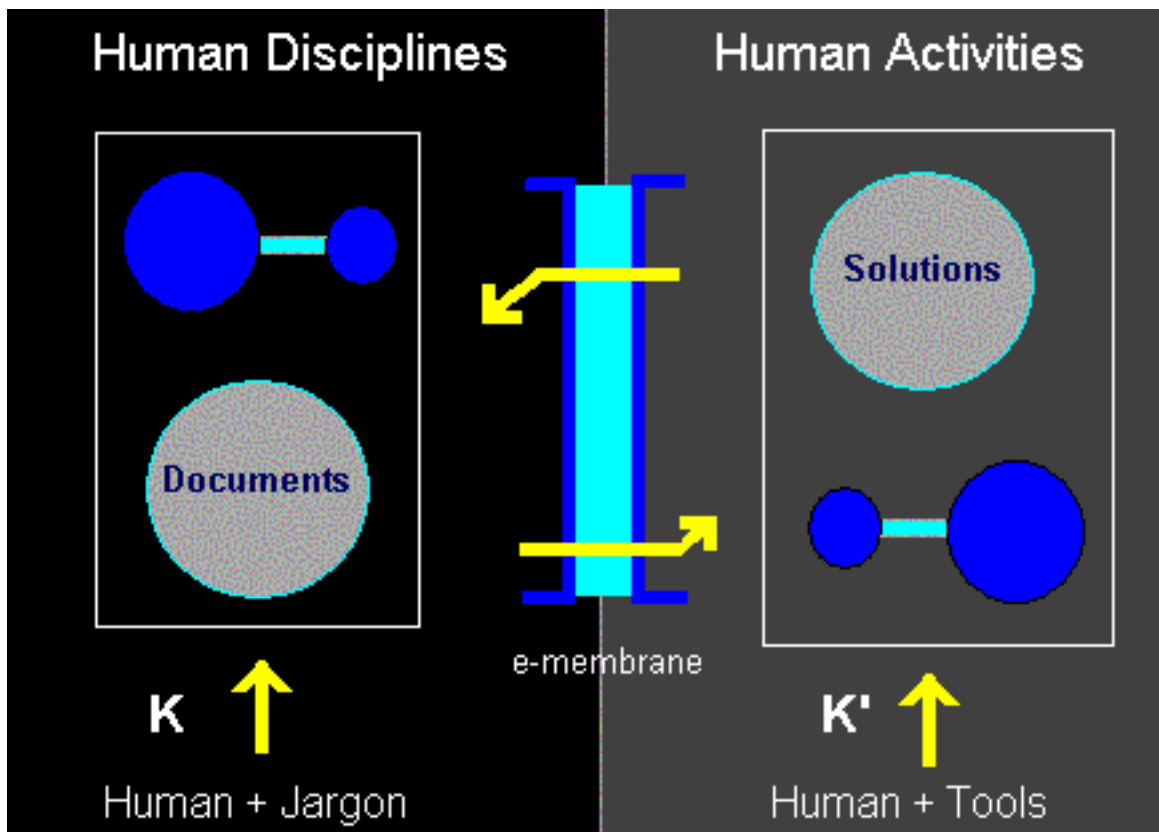 Human Disciplines
Human Activities
Solutions
Documents
e-membrane
K
K'
Human + Jargon
Human + Tools